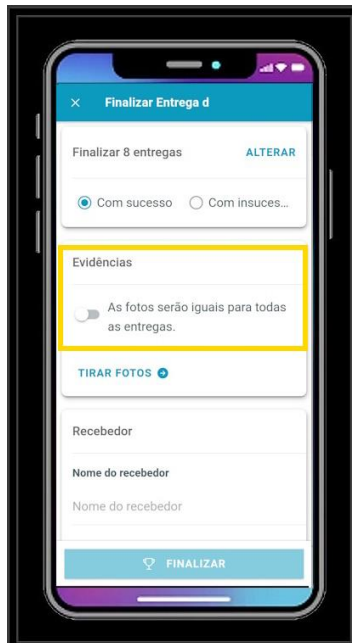 Finalizar Entrega d
Finalizar 8 entregas ALTERAR
Com sucesso Com insuces...
Evidências
As fotos serão iguais para todas
as entregas.
TIRAR FOTOS
Recebedor
Nome do recebedor
Nome do recebedor
FINALIZAR